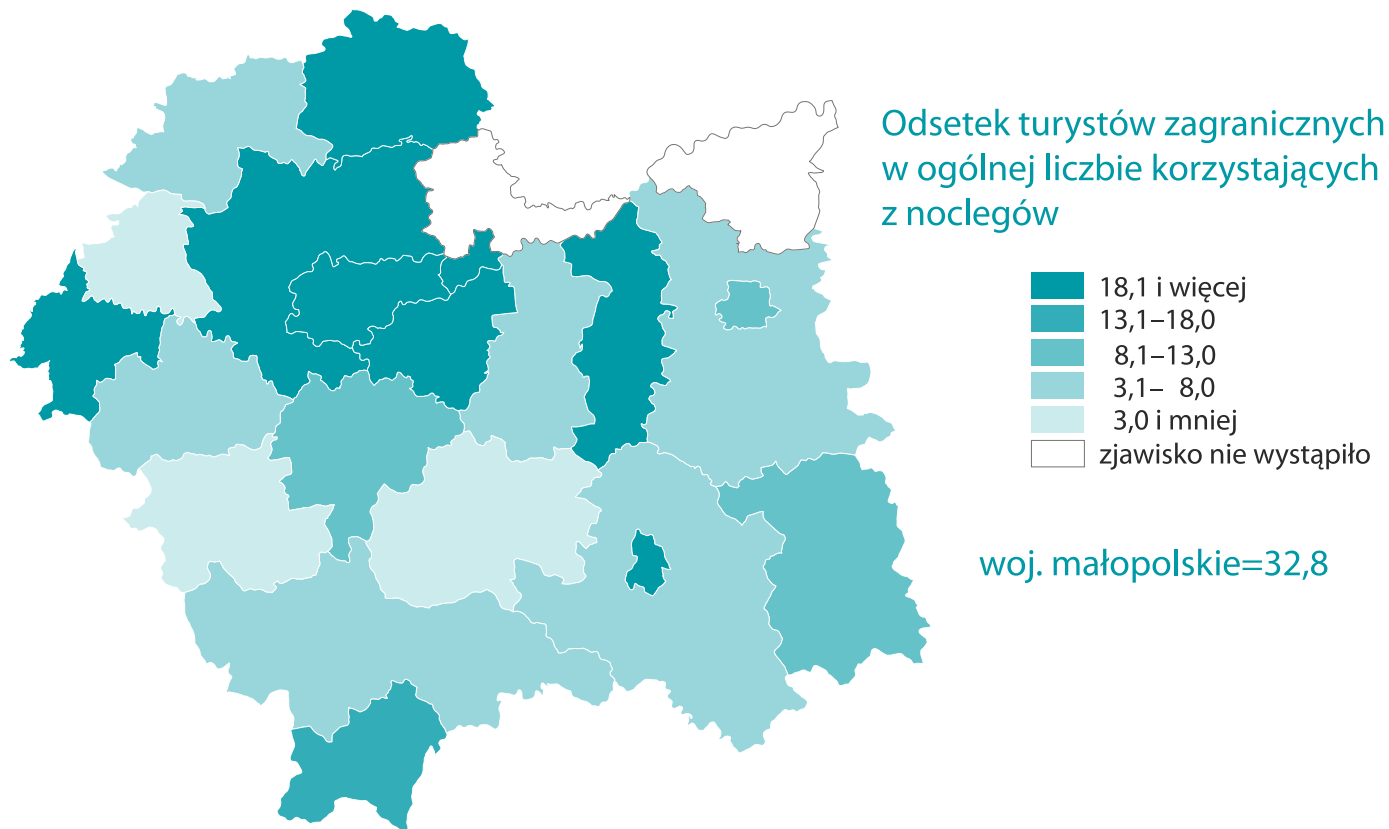 Odsetek turystów zagranicznych
w ogólnej liczbie korzystających
z noclegów
18,1 i więcej
13,1–18,0
8,1–13,0
3,1– 8,0
3,0 i mniej
zjawisko nie wystąpiło
woj. małopolskie=32,8